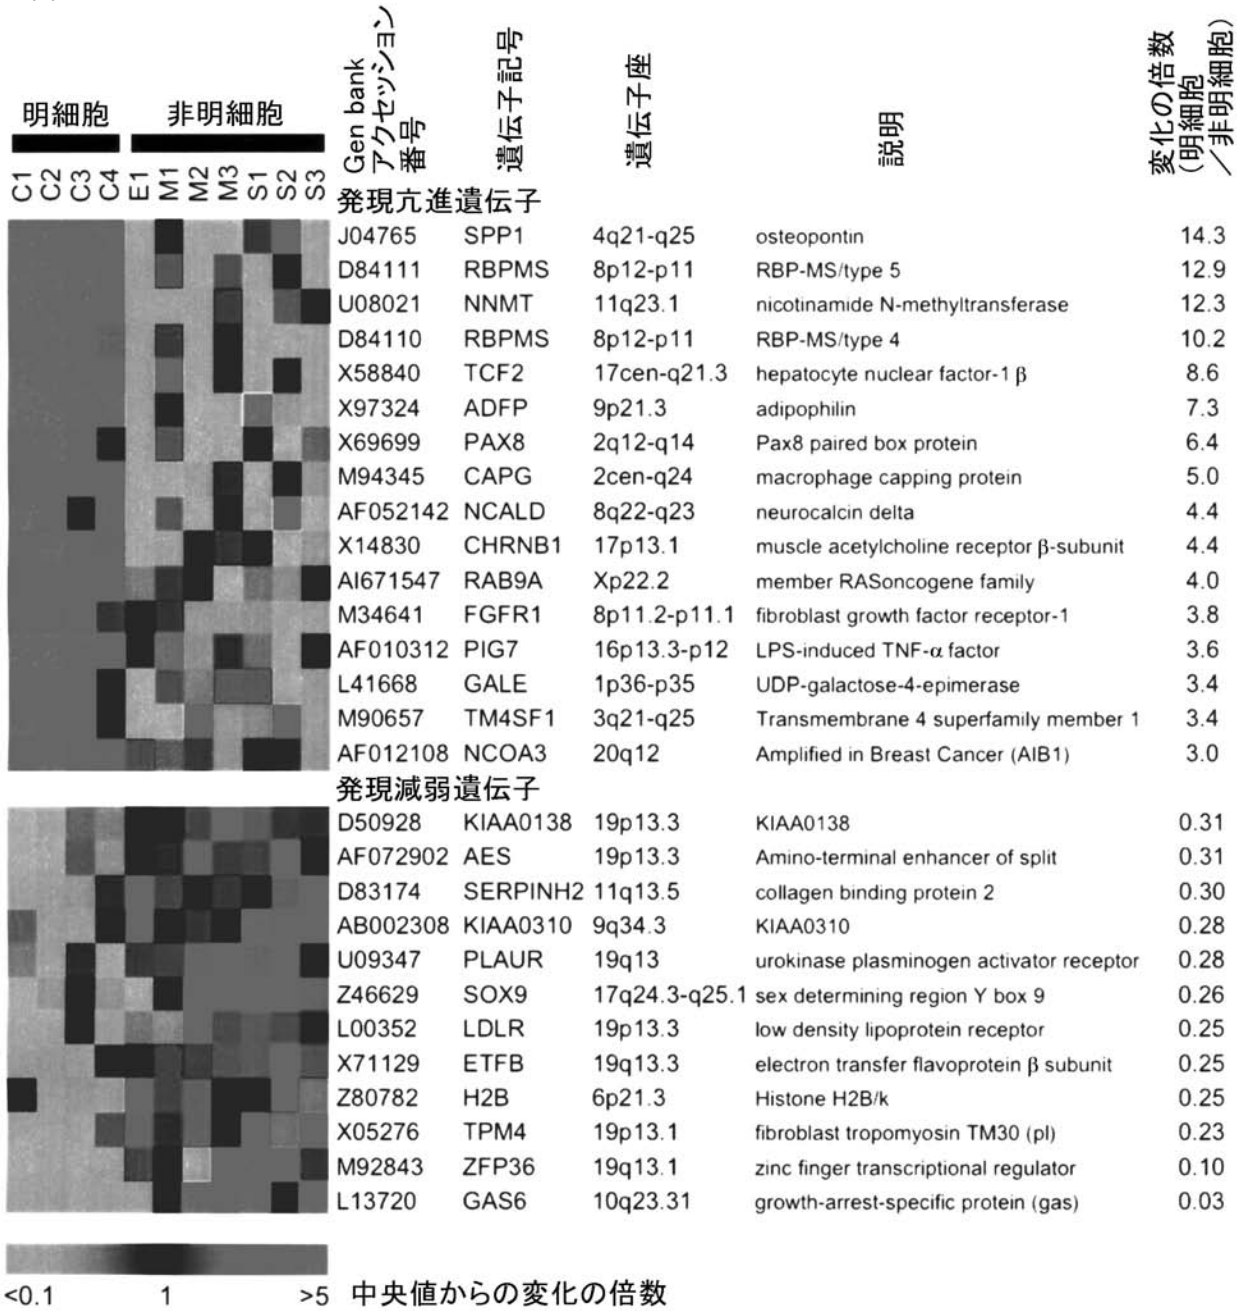 明細胞 非明細胞
C1 C2 C3 C4 E1 M1 M2 M3 S1 S2 S3
Gen bank
アクセッション
番号
遺伝子記号
遺伝子座
説明
変化の倍数
(明細胞
/非明細胞)
発現亢進遺伝子
J04765 SPP1 4q21-q25 osteopontin 14.3
D84111 RBPMS 8p12-p11 RBP-MS/type 5 12.9
U08021 NNMT 11q23.1 nicotinamide N-methyltransferase 12.3
D84110 RBPMS 8p12-p11 RBP-MS/type 4 10.2
X58840 TCF2 17cen-q21.3 hepatocyte nuclear factor-1 β 8.6
X97324 ADFP 9p21.3 adipophilin 7.3
X69699 PAX8 2q12-q14 Pax8 paired box protein 6.4
M94345 CAPG 2cen-q24 macrophage capping protein 5.0
AF052142 NCALD 8q22-q23 neurocalcin delta 4.4
X14830 CHRNB1 17p13.1 muscle acetylcholine receptor β-subunit 4.4
AI671547 RAB9A Xp22.2 member RASoncogene family 4.0
M34641 FGFR1 8p11.2-p11.1 fibroblast growth factor receptor-1 3.8
AF010312 PIG7 16p13.3-p12 LPS-induced TNF-α factor 3.6
L41668 GALE 1p36-p35 UDP-galactose-4-epimerase 3.4
M90657 TM4SF1 3q21-q25 Transmembrane 4 superfamily member 1 3.4
AF012108 NCOA3 20q12 Amplified in Breast Cancer (AIB1) 3.0
発現減弱遺伝子
D50928 KIAA0138 19p13.3 KIAA0138 0.31
AF072902 AES 19p13.3 Amino-terminal enhancer of split 0.31
D83174 SERPINH2 11q13.5 collagen binding protein 2 0.30
AB002308 KIAA0310 9q34.3 KIAA0310 0.28
U09347 PLAUR 19q13 urokinase plasminogen activator receptor 0.28
Z46629 SOX9 17q24.3-q25.1 sex determining region Y box 9 0.26
L00352 LDLR 19p13.3 low density lipoprotein receptor 0.25
X71129 ETFB 19q13.3 electron transfer flavoprotein β subunit 0.25
Z80782 H2B 6p21.3 Histone H2B/k 0.25
X05276 TPM4 19p13.1 fibroblast tropomyosin TM30 (pl) 0.23
M92843 ZFP36 19q13.1 zinc finger transcriptional regulator 0.10
L13720 GAS6 10q23.31 growth-arrest-specific protein (gas) 0.03
<0.1 1 >5 中央値からの変化の倍数